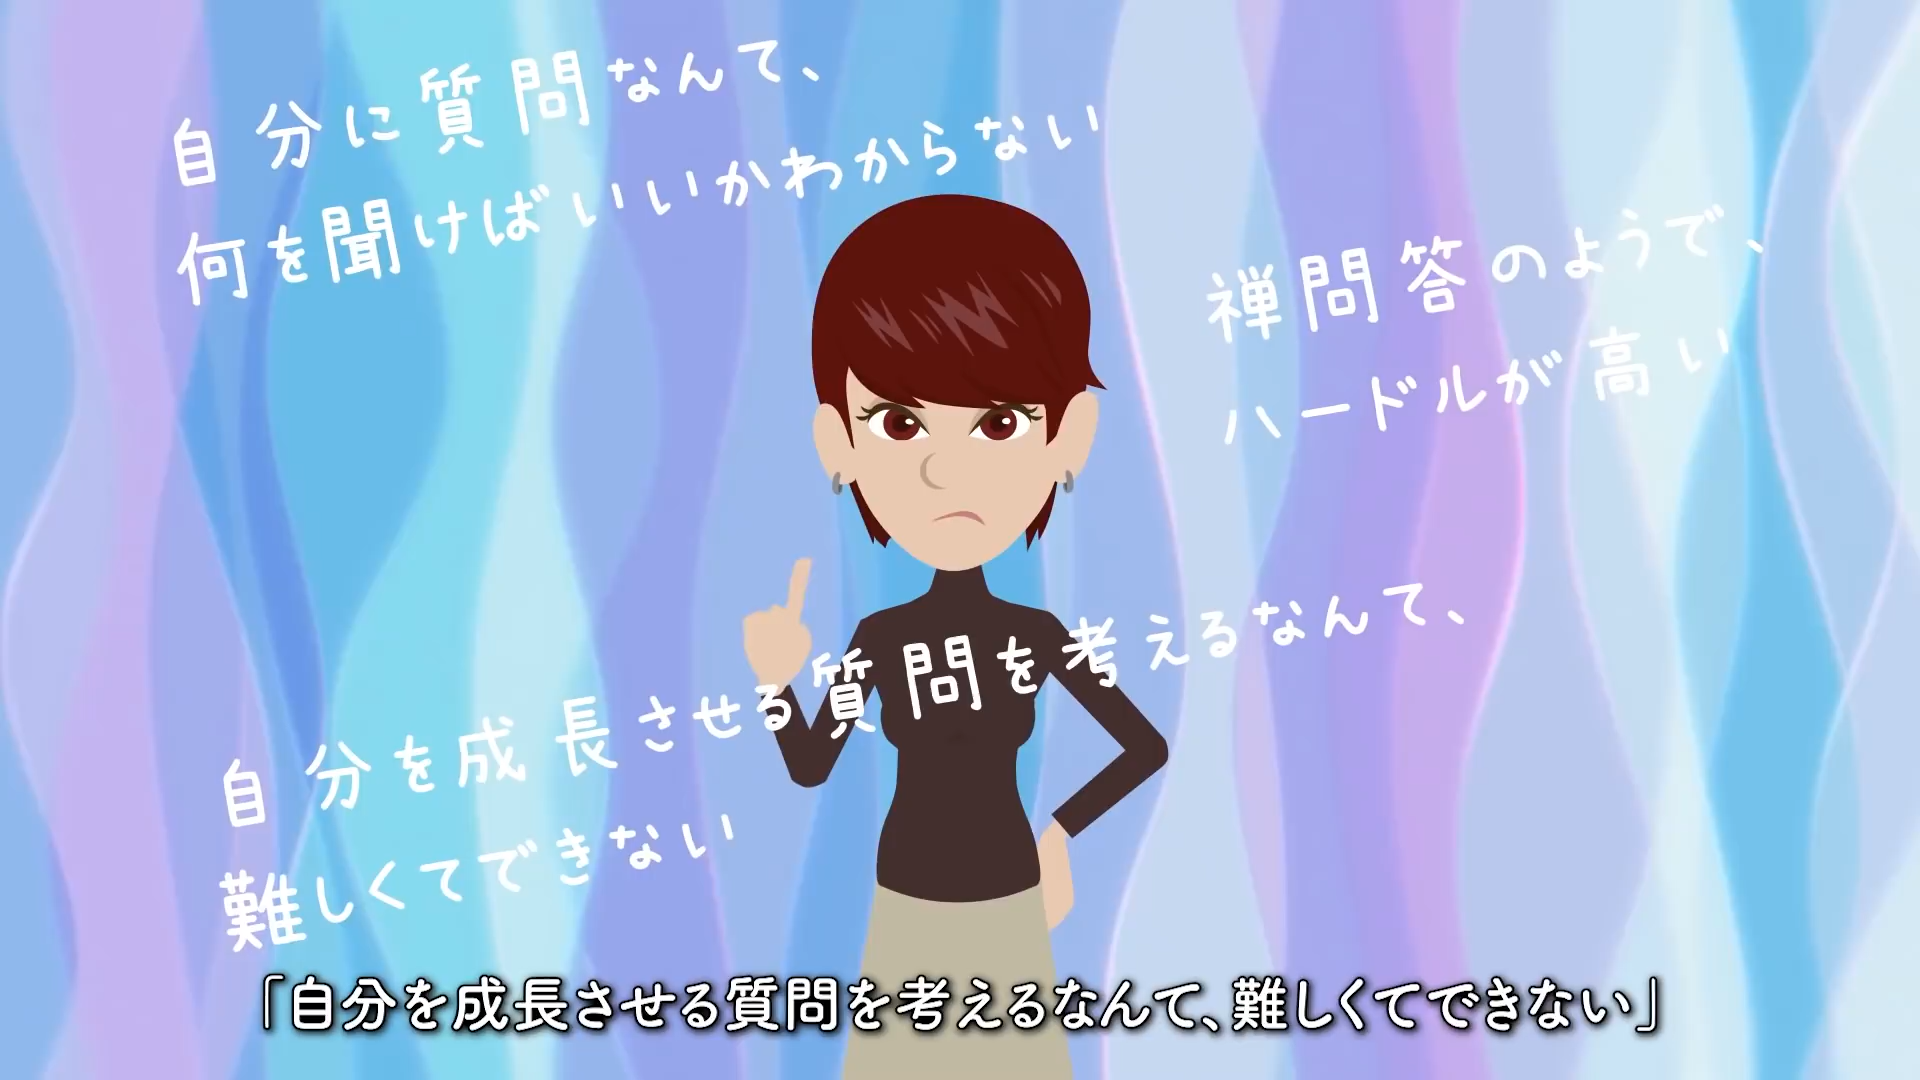 自分に質問なんて、
何を聞けばいいかわからない
禅問答のようで、
ハードルが高い
自分を成長させる質問を考えるなんて、
難しくてできない
「自分を成長させる質問を考えるなんて、難しくてできない」